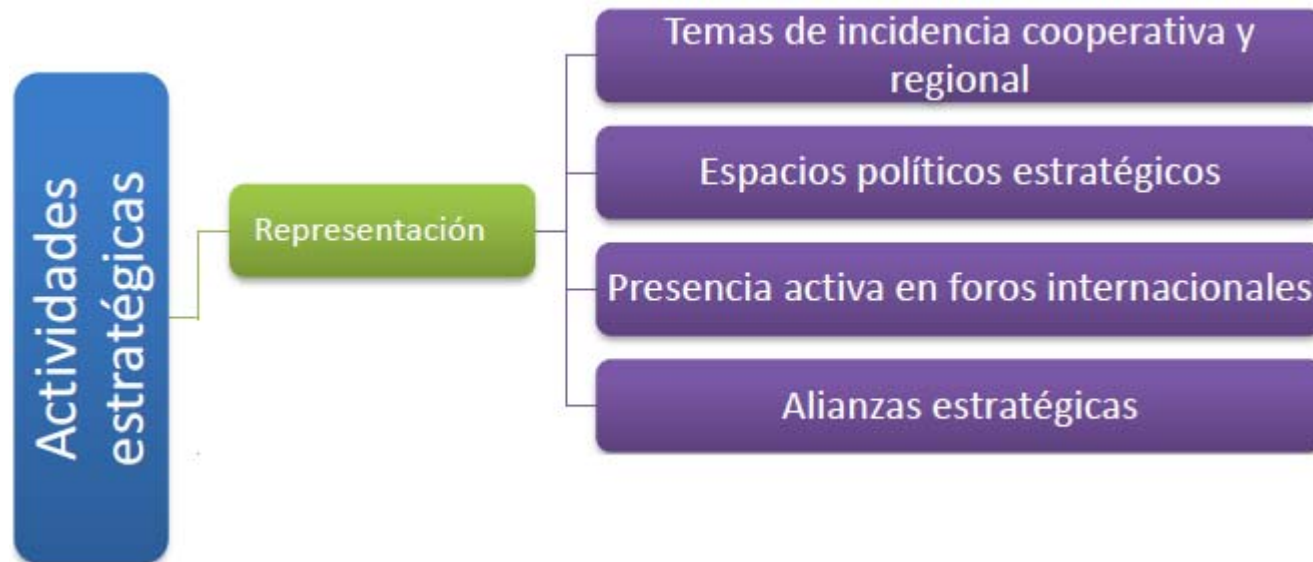 Actividades
estratégicas
Representación
Temas de incidencia cooperativa y
regional
Espacios políticos estratégicos
Presencia activa en foros internacionales
Alianzas estratégicas